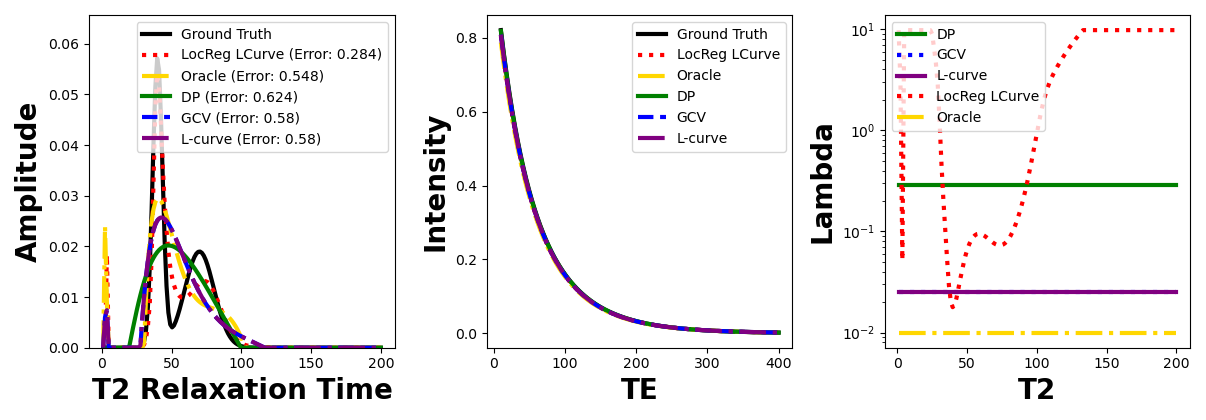 Amplitude
0.06
0.05
0.04
0.03
0.02
0.01
0.00
0
50
100
150
200
T2 Relaxation Time
Ground Truth
LocReg LCurve (Error: 0.284)
Oracle (Error: 0.548)
DP (Error: 0.624)
GCV (Error: 0.58)
L-curve (Error: 0.58)
Intensity
0.8
0.6
0.4
0.2
0.0
0
100
200
300
400
TE
Ground Truth
LocReg LCurve
Oracle
DP
GCV
L-curve
Lambda
10¹
10⁰
10⁻¹
10⁻²
0
50
100
150
200
T2
DP
GCV
L-curve
LocReg LCurve
Oracle